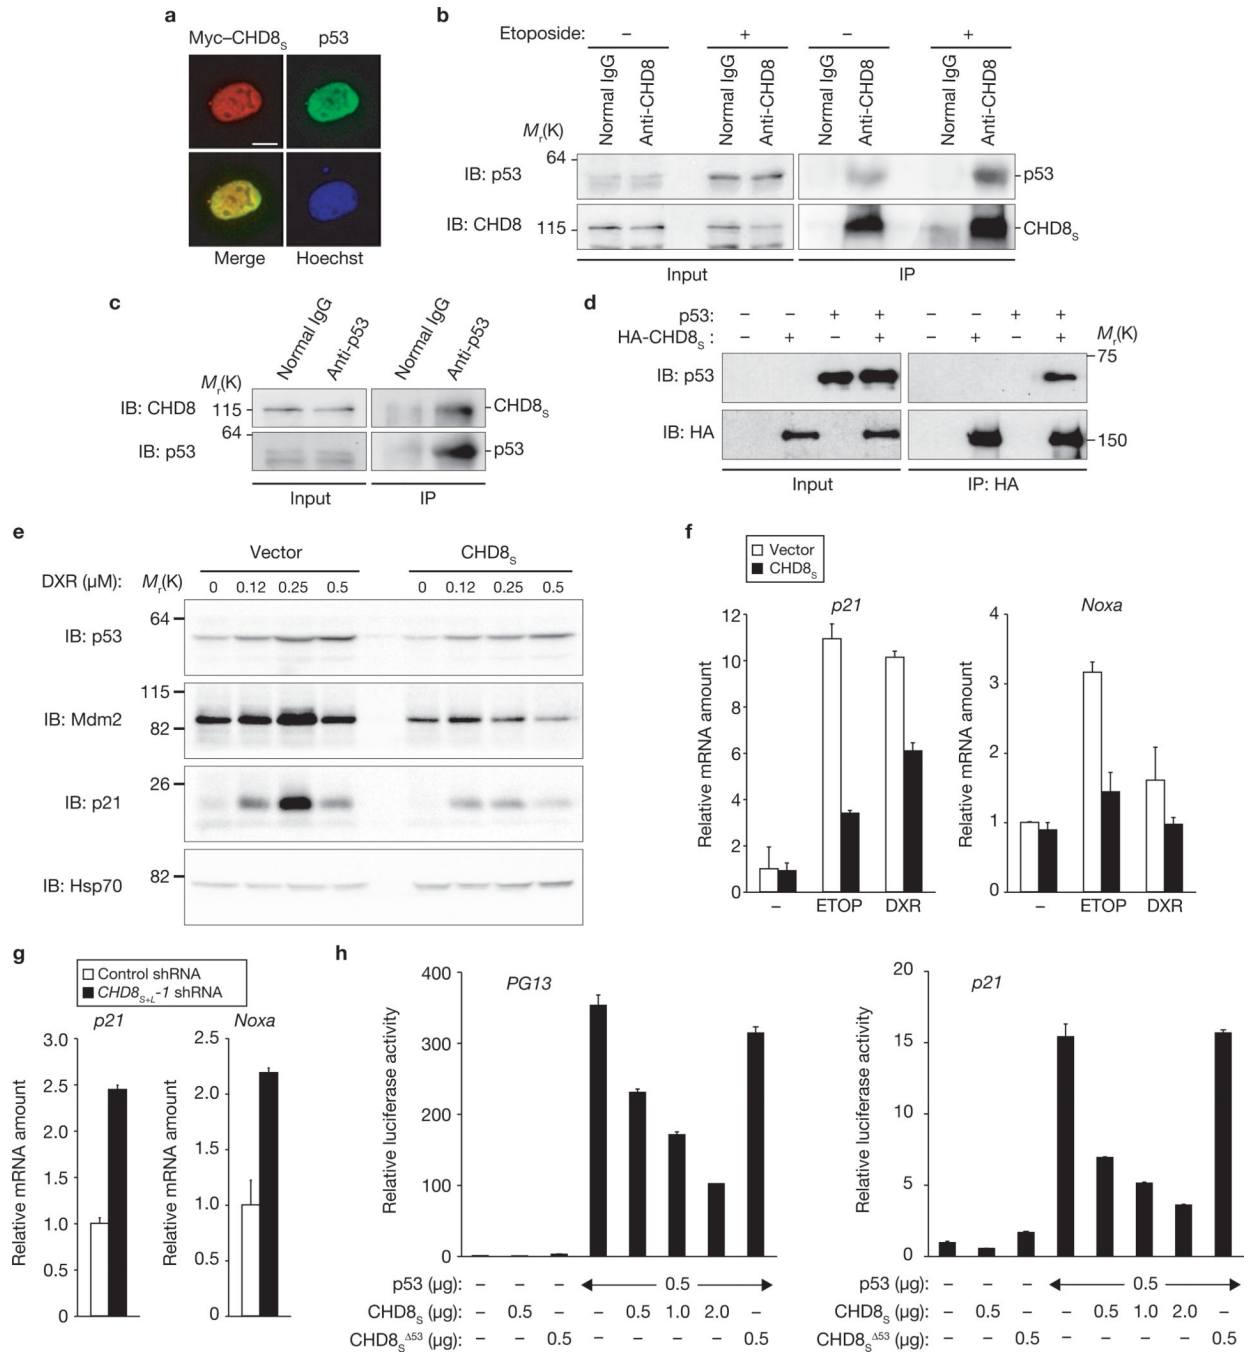 a
Myc–CHD8S p53
Merge Hoechst
b
Etoposide: – + – +
Normal IgG Anti-CHD8 Normal IgG Anti-CHD8 Normal IgG Anti-CHD8 Normal IgG Anti-CHD8
Mr(K)
64
IB: p53 p53
IB: CHD8 115 CHD8S
Input IP
c
Normal IgG Anti-p53 Normal IgG Anti-p53
Mr(K)
IB: CHD8 115 CHD8S
64
IB: p53 p53
Input IP
d
p53: – – + + – – + +
HA-CHD8S : – + – + – + – + Mr(K)
75
IB: p53
IB: HA 150
Input IP: HA
e
Vector CHD8S
DXR (µM): Mr(K) 0 0.12 0.25 0.5 0 0.12 0.25 0.5
64
IB: p53
115
IB: Mdm2
82
26
IB: p21
82
IB: Hsp70
f
Vector
CHD8S
p21
Relative mRNA amount
12
10
8
6
4
2
0
– ETOP DXR
Noxa
Relative mRNA amount
4
3
2
1
0
– ETOP DXR
g
Control shRNA
CHD8S+L-1 shRNA
p21
Relative mRNA amount
3.0
2.5
2.0
1.5
1.0
0.5
0
Noxa
Relative mRNA amount
2.5
2.0
1.5
1.0
0.5
0
h
PG13
Relative luciferase activity
400
300
200
100
0
p53 (µg): – – – 0.5
CHD8S (µg): – 0.5 – – 0.5 1.0 2.0 –
CHD8SΔ53 (µg): – – 0.5 – – – – 0.5
p21
Relative luciferase activity
20
15
10
5
0
p53 (µg): – – – 0.5
CHD8S (µg): – 0.5 – – 0.5 1.0 2.0 –
CHD8SΔ53 (µg): – – 0.5 – – – – 0.5